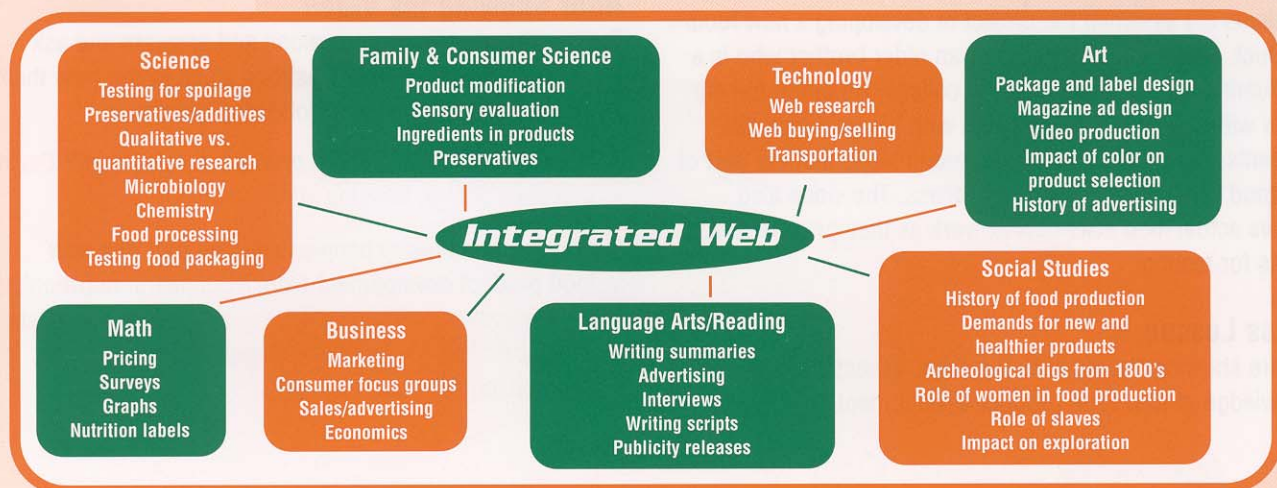 Science
Testing for spoilage
Preservatives/additives
Qualitative vs.
quantitative research
Microbiology
Chemistry
Food processing
Testing food packaging
Family & Consumer Science
Product modification
Sensory evaluation
Ingredients in products
Preservatives
Technology
Web research
Web buying/selling
Transportation
Art
Package and label design
Magazine ad design
Video production
Impact of color on
product selection
History of advertising
Integrated Web
Math
Pricing
Surveys
Graphs
Nutrition labels
Business
Marketing
Consumer focus groups
Sales/advertising
Economics
Language Arts/Reading
Writing summaries
Advertising
Interviews
Writing scripts
Publicity releases
Social Studies
History of food production
Demands for new and
healthier products
Archeological digs from 1800's
Role of women in food production
Role of slaves
Impact on exploration